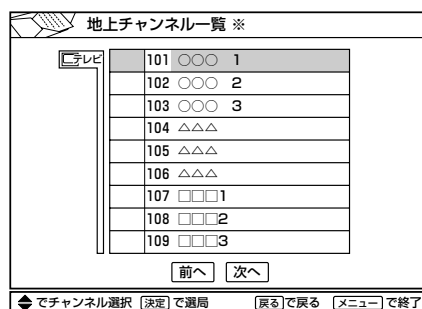 地上チャンネル一覧 ※
テレビ
101 ○○○ 1
102 ○○○ 2
103 ○○○ 3
104 △△△
105 △△△
106 △△△
107 □□□1
108 □□□2
109 □□□3
前へ 次へ
◆でチャンネル選択 決定で選局 戻るで戻る メニューで終了